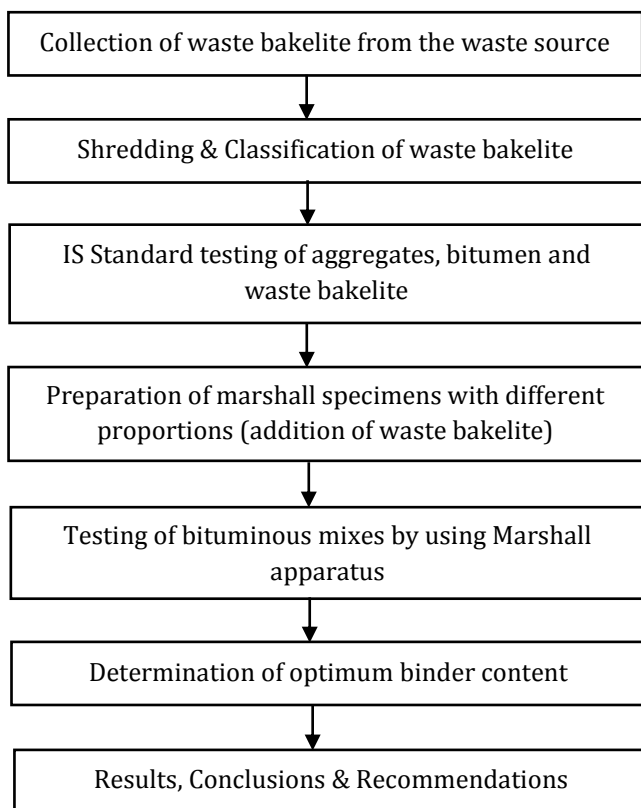 Collection of waste bakelite from the waste source
Shredding & Classification of waste bakelite
IS Standard testing of aggregates, bitumen and
waste bakelite
Preparation of marshall specimens with different
proportions (addition of waste bakelite)
Testing of bituminous mixes by using Marshall
apparatus
Determination of optimum binder content
Results, Conclusions & Recommendations